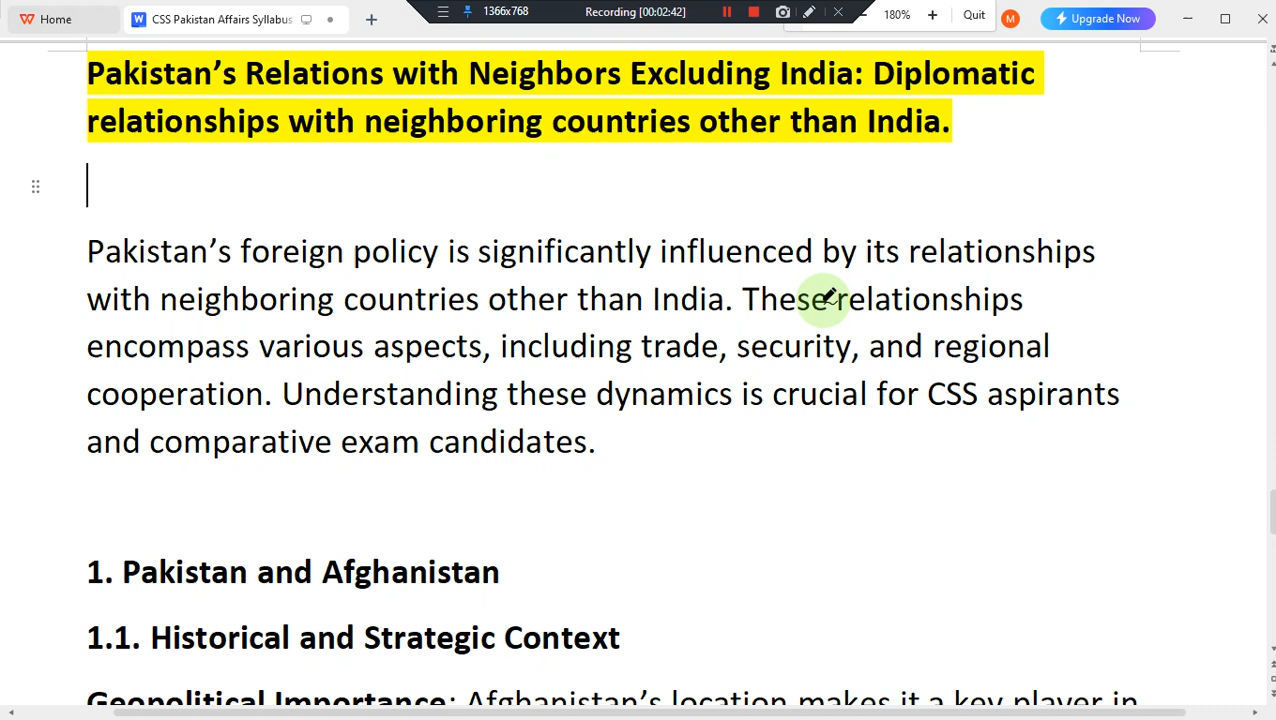 Home
CSS Pakistan Affairs Syllabus
1366x768
Recording [00:02:42]
180%
Quit
M
Upgrade Now
Pakistan’s Relations with Neighbors Excluding India: Diplomatic
relationships with neighboring countries other than India.
Pakistan’s foreign policy is significantly influenced by its relationships
with neighboring countries other than India. These relationships
encompass various aspects, including trade, security, and regional
cooperation. Understanding these dynamics is crucial for CSS aspirants
and comparative exam candidates.
1. Pakistan and Afghanistan
1.1. Historical and Strategic Context
Geopolitical Importance: Afghanistan’s location makes it a key player in